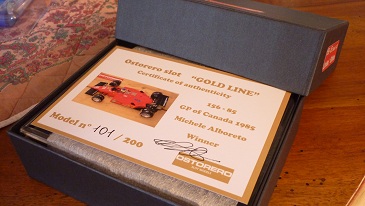 Ostorero slot "GOLD LINE"
Certificate of authenticity
156 - 85
GP of Canada 1985
Michele Alboreto
Winner
Model n° 101 / 200
OSTORERO